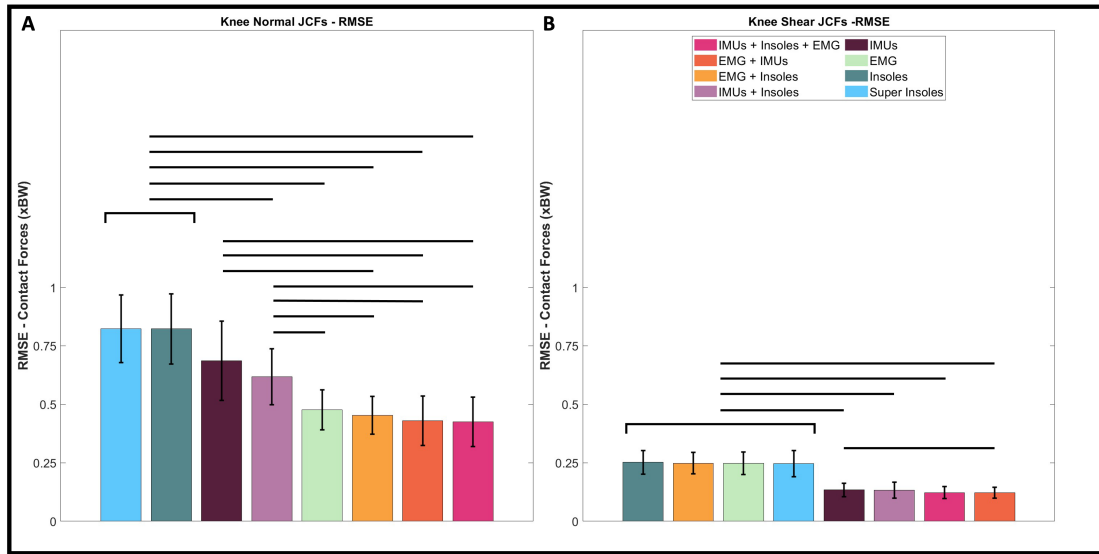 A
Knee Normal JCFs - RMSE
RMSE - Contact Forces (xBW)
1
0.75
0.5
0.25
0
B
Knee Shear JCFs -RMSE
IMUs + Insoles + EMG
EMG + IMUs
EMG + Insoles
IMUs + Insoles
IMUs
EMG
Insoles
Super Insoles
RMSE - Contact Forces (xBW)
1
0.75
0.5
0.25
0